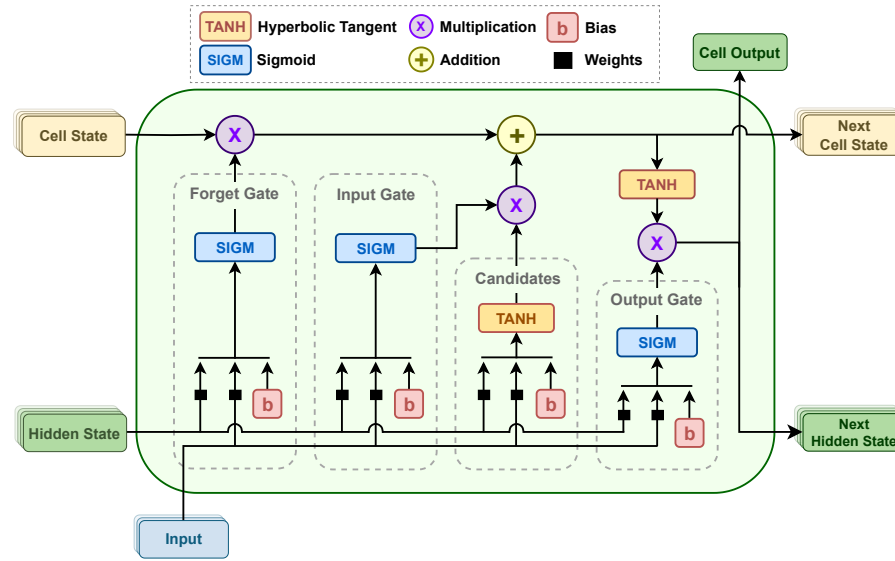 TANH Hyperbolic Tangent
X Multiplication
b Bias
SIGM Sigmoid
+ Addition
Weights
Cell Output
Cell State
X
+
Next
Cell State
Forget Gate
Input Gate
TANH
X
X
SIGM
SIGM
Candidates
Output Gate
TANH
SIGM
b
b
b
b
Hidden State
Next
Hidden State
Input